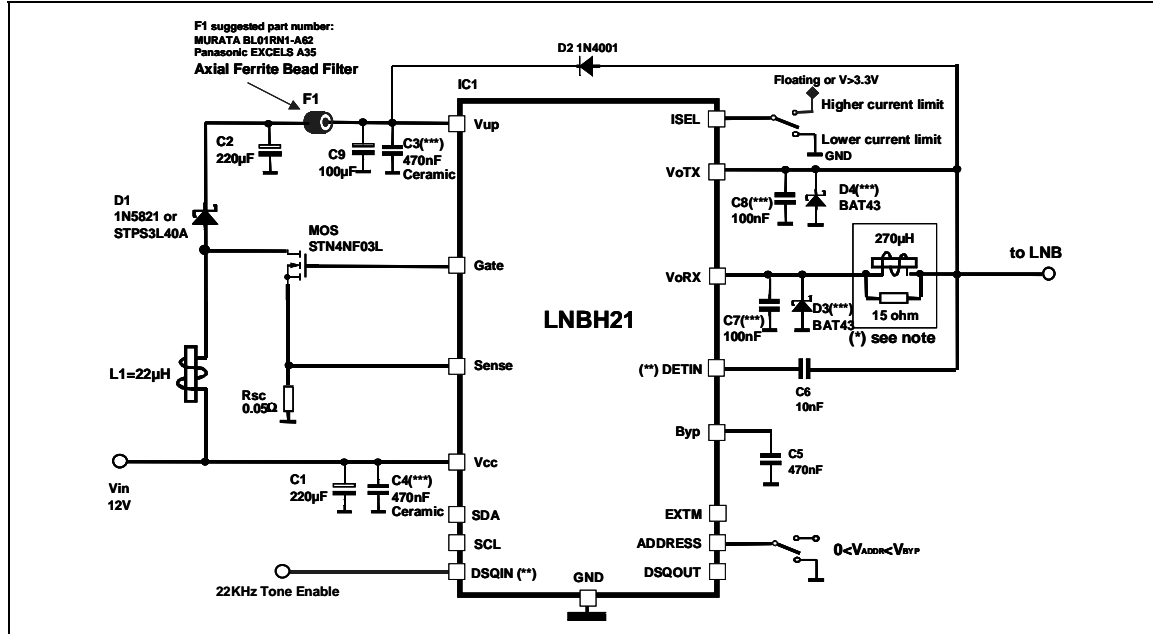 F1 suggested part number:
MURATA BL01RN1-A62
Panasonic EXCELS A35
Axial Ferrite Bead Filter
F1
D2 1N4001
IC1
Floating or V>3.3V
Higher current limit
Lower current limit
GND
Vup
ISEL
C2
220µF
C9
100µF
C3(***)
470nF
Ceramic
VoTX
C8(***)
100nF
D4(***)
BAT43
D1
1N5821 or
STPS3L40A
MOS
STN4NF03L
Gate
VoRX
270µH
15 ohm
(*) see note
to LNB
C7(***)
100nF
D3(***)
BAT43
LNBH21
L1=22µH
Sense
Rsc
0.05Ω
(**) DETIN
C6
10nF
Byp
C5
470nF
Vin
12V
Vcc
C1
220µF
C4(***)
470nF
Ceramic
SDA
SCL
DSQIN (**)
22KHz Tone Enable
GND
EXTM
ADDRESS
DSQOUT
0<VADDR<VBYP